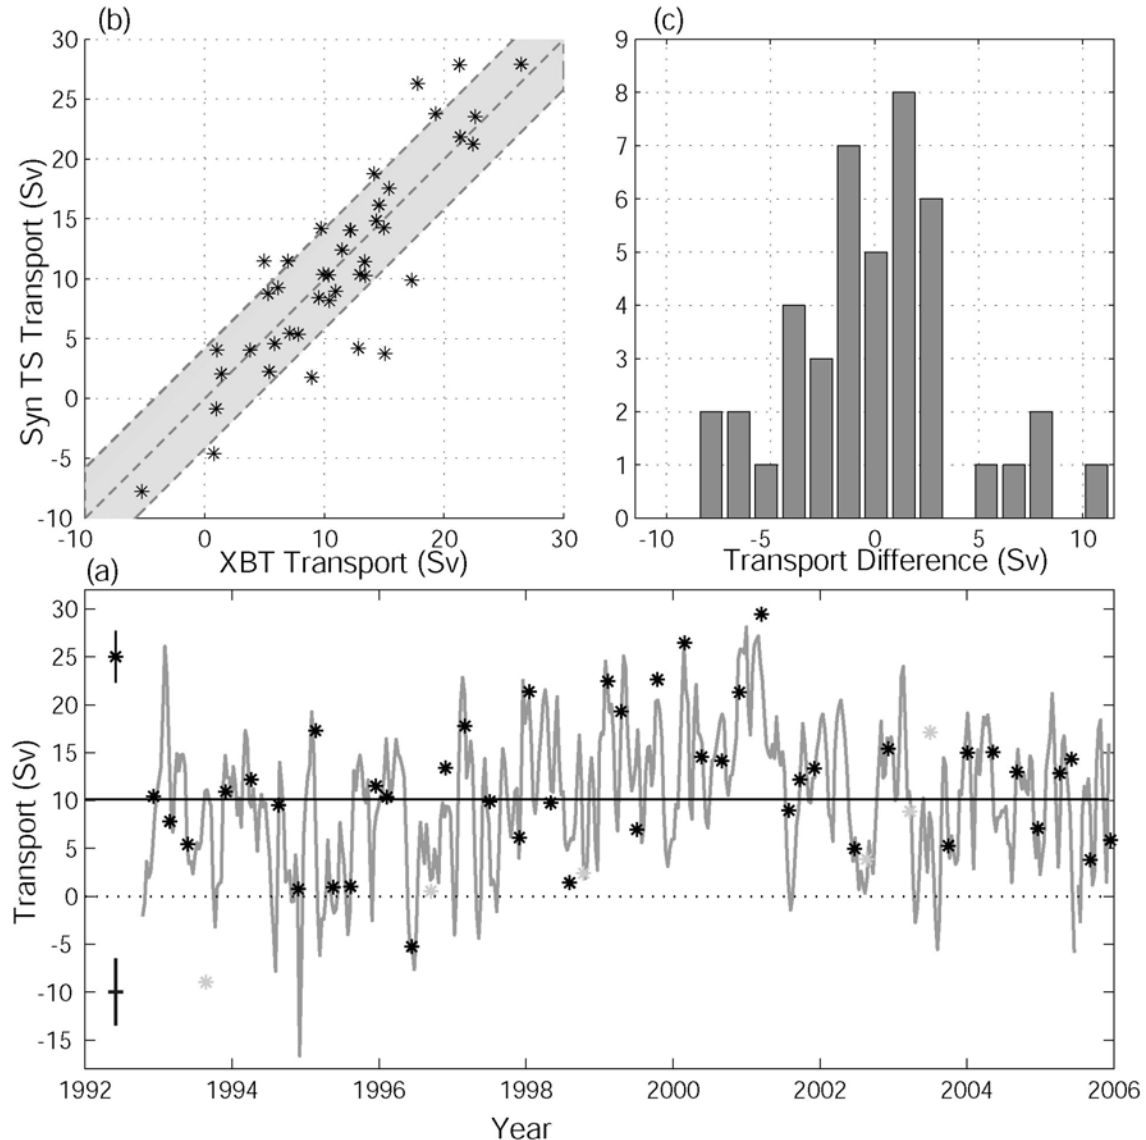 (b)
30
25
20
15
10
5
0
-5
-10
Syn TS Transport (Sv)
-10 0 10 20 30
XBT Transport (Sv)
(c)
9
8
7
6
5
4
3
2
1
0
-10 -5 0 5 10
Transport Difference (Sv)
(a)
30
25
20
15
10
5
0
-5
-10
-15
Transport (Sv)
1992 1994 1996 1998 2000 2002 2004 2006
Year